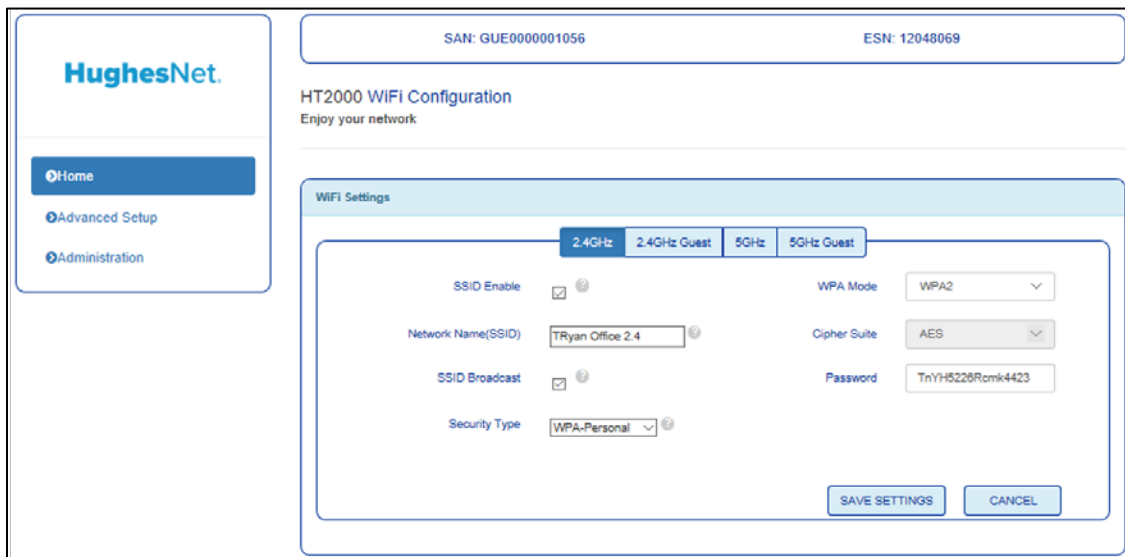 HughesNet.
Home
Advanced Setup
Administration
SAN: GUE0000001056 ESN: 12048069
HT2000 WiFi Configuration
Enjoy your network
WiFi Settings
2.4GHz 2.4GHz Guest 5GHz 5GHz Guest
SSID Enable ? WPA Mode WPA2
Network Name(SSID) TRyan Office 2.4 ? Cipher Suite AES
SSID Broadcast ? Password TnYH5226Rcmk4423
Security Type WPA-Personal ?
SAVE SETTINGS CANCEL